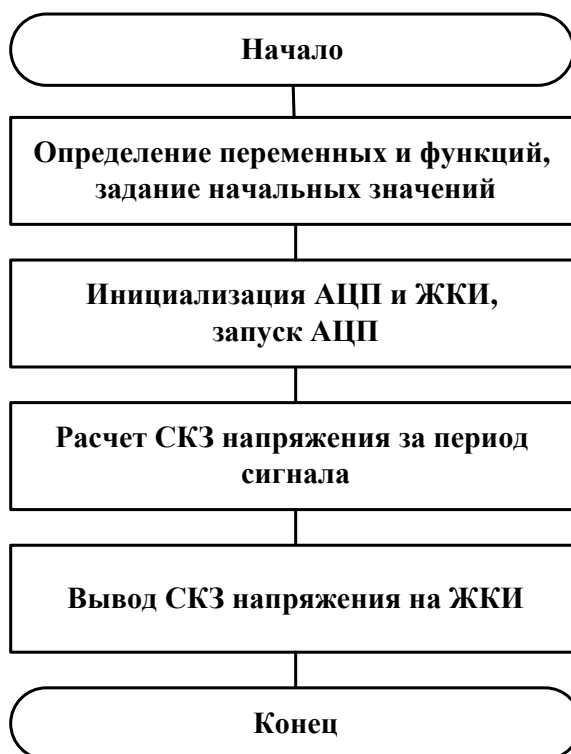 Начало
Определение переменных и функций,
задание начальных значений
Инициализация АЦП и ЖКИ,
запуск АЦП
Расчет СКЗ напряжения за период
сигнала
Вывод СКЗ напряжения на ЖКИ
Конец